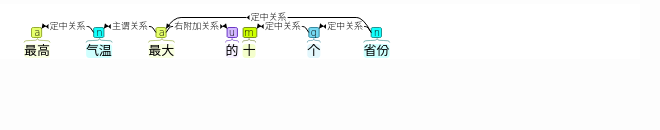 定中关系
定中关系 主谓关系 右附加关系 定中关系 定中关系
a n a u m q n
最高 气温 最大 的 十 个 省份